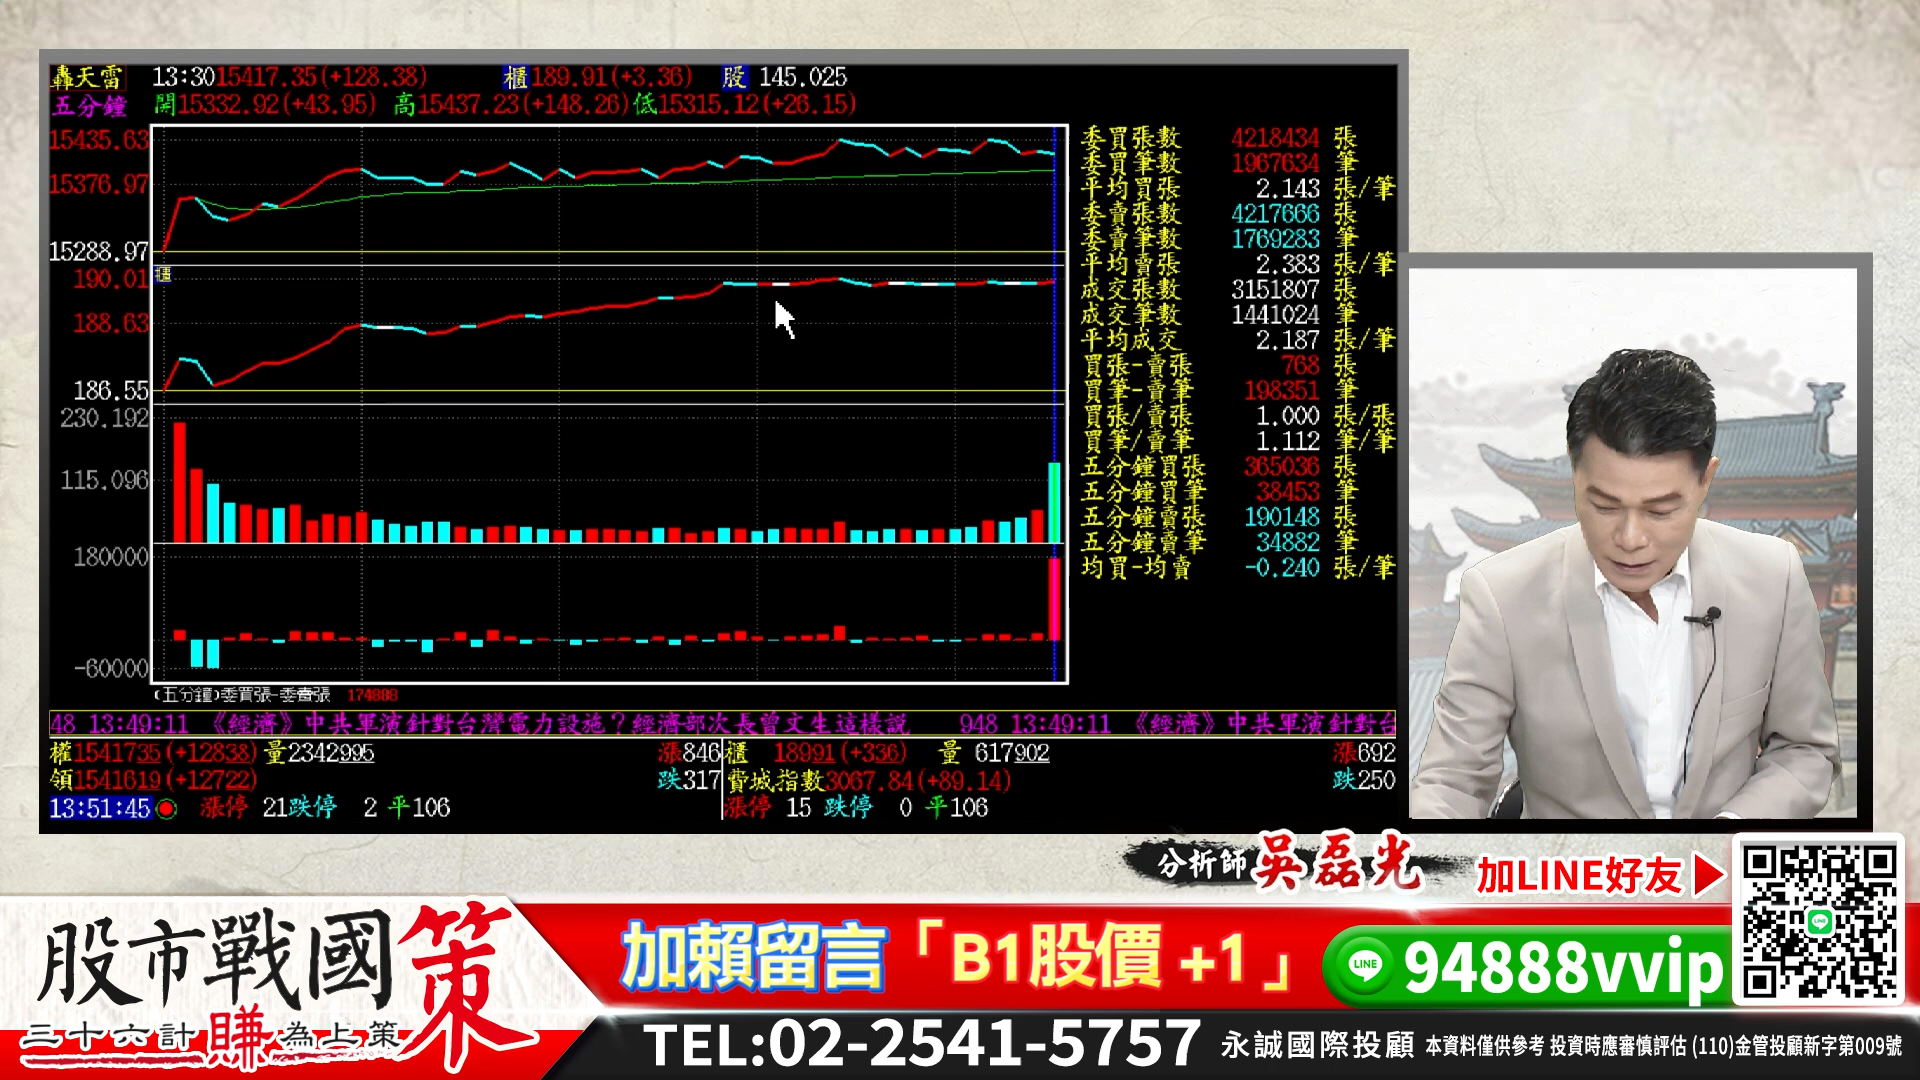 轟天雷 13:30 15417.35(+128.38) 櫃 189.91(+3.36) 股 145.025
五分鐘 開15332.92(+43.95) 高15437.23(+148.26) 低15315.12(+26.15)
15435.63
15376.97
15288.97
櫃
190.01
188.63
186.55
230.192
115.096
180000
-60000
(五分鐘)委買張-委賣張 174888
委買張數 4218434 張
委買筆數 1967634 筆
平均買張 2.143 張/筆
委賣張數 4217666 張
委賣筆數 1769283 筆
平均賣張 2.383 張/筆
成交張數 3151807 張
成交筆數 1441024 筆
平均成交 2.187 張/筆
買張-賣張 768 張
買筆-賣筆 198351 筆
買張/賣張 1.000 張/張
買筆/賣筆 1.112 筆/筆
五分鐘買張 365036 張
五分鐘買筆 38453 筆
五分鐘賣張 190148 張
五分鐘賣筆 34882 筆
均買-均賣 -0.240 張/筆
48 13:49:11 《經濟》中共軍演針對台灣電力設施？經濟部次長曾文生這樣說 948 13:49:11 《經濟》中共軍演針對台
權1541735(+12838) 量2342995 漲846 櫃 18991(+336) 量 617902 漲692
領1541619(+12722) 跌317 費城指數3067.84(+89.14) 跌250
13:51:45 漲停 21 跌停 2 平106 漲停 15 跌停 0 平106
分析師 吳磊光
加LINE好友
股市戰國策
三十六計 賺為上策
加賴留言「B1股價 +1」
LINE 94888vvip
TEL:02-2541-5757 永誠國際投顧 本資料僅供參考 投資時應審慎評估 (110)金管投顧新字第009號